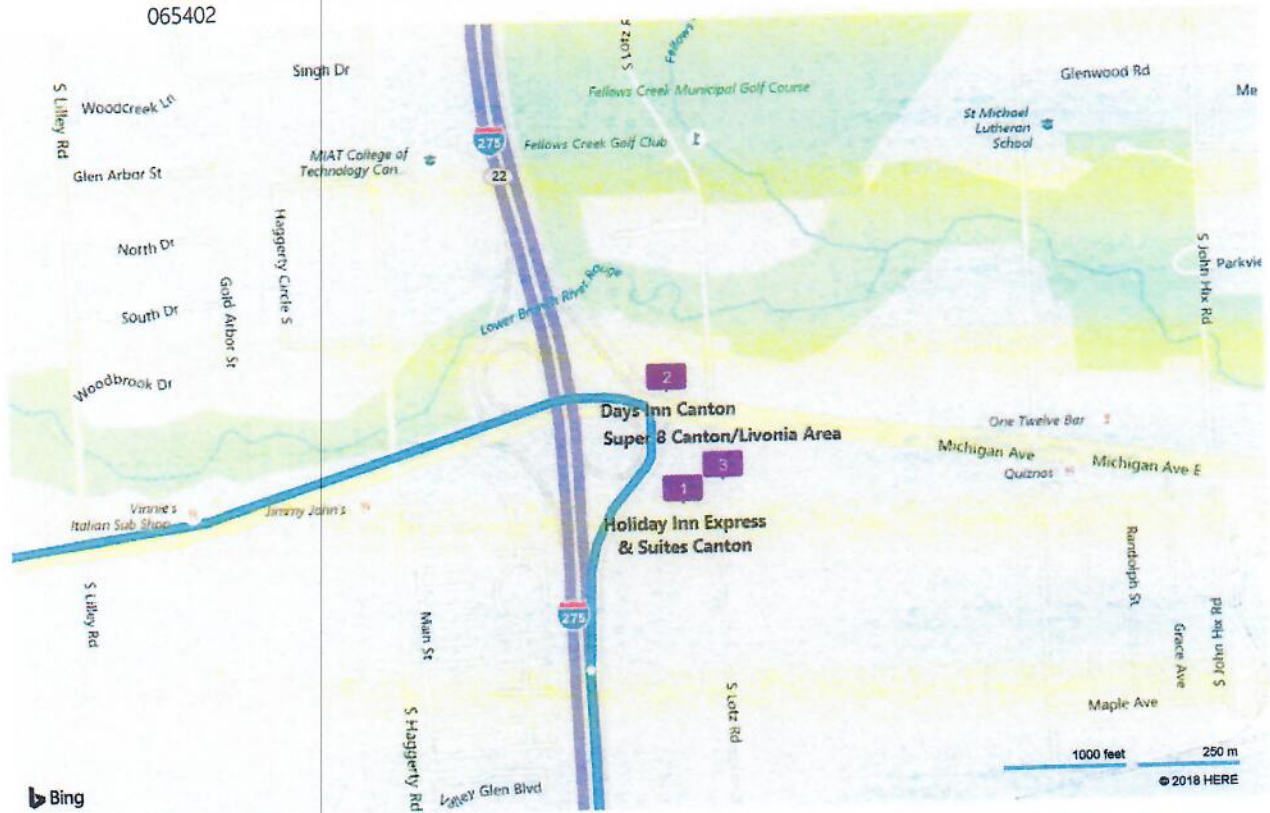 065402
S Lotz R
Fellows
Singh Dr
Glenwood Rd
Me
S Lilley Rd
Woodcreek Ln
Fellows Creek Municipal Golf Course
St Michael
Lutheran
School
275
Fellows Creek Golf Club
MIAT College of
Technology Can...
22
Glen Arbor St
Haggerty Circle S
North Dr
S John Hix Rd
Parkvie
Gold Arbor St
South Dr
Lower Branch River Rouge
Woodbrook Dr
2
Days Inn Canton
Super 8 Canton/Livonia Area
One Twelve Bar
Michigan Ave
Michigan Ave E
Quiznos
3
1
Vinnie's
Italian Sub Shop
Jimmy John's
Holiday Inn Express
& Suites Canton
Randolph St
S Lilley Rd
Man St
275
Grace Ave
S John Hix Rd
S Lotz Rd
Maple Ave
S Haggerty Rd
1000 feet
250 m
Bing
Glen Blvd
© 2018 HERE